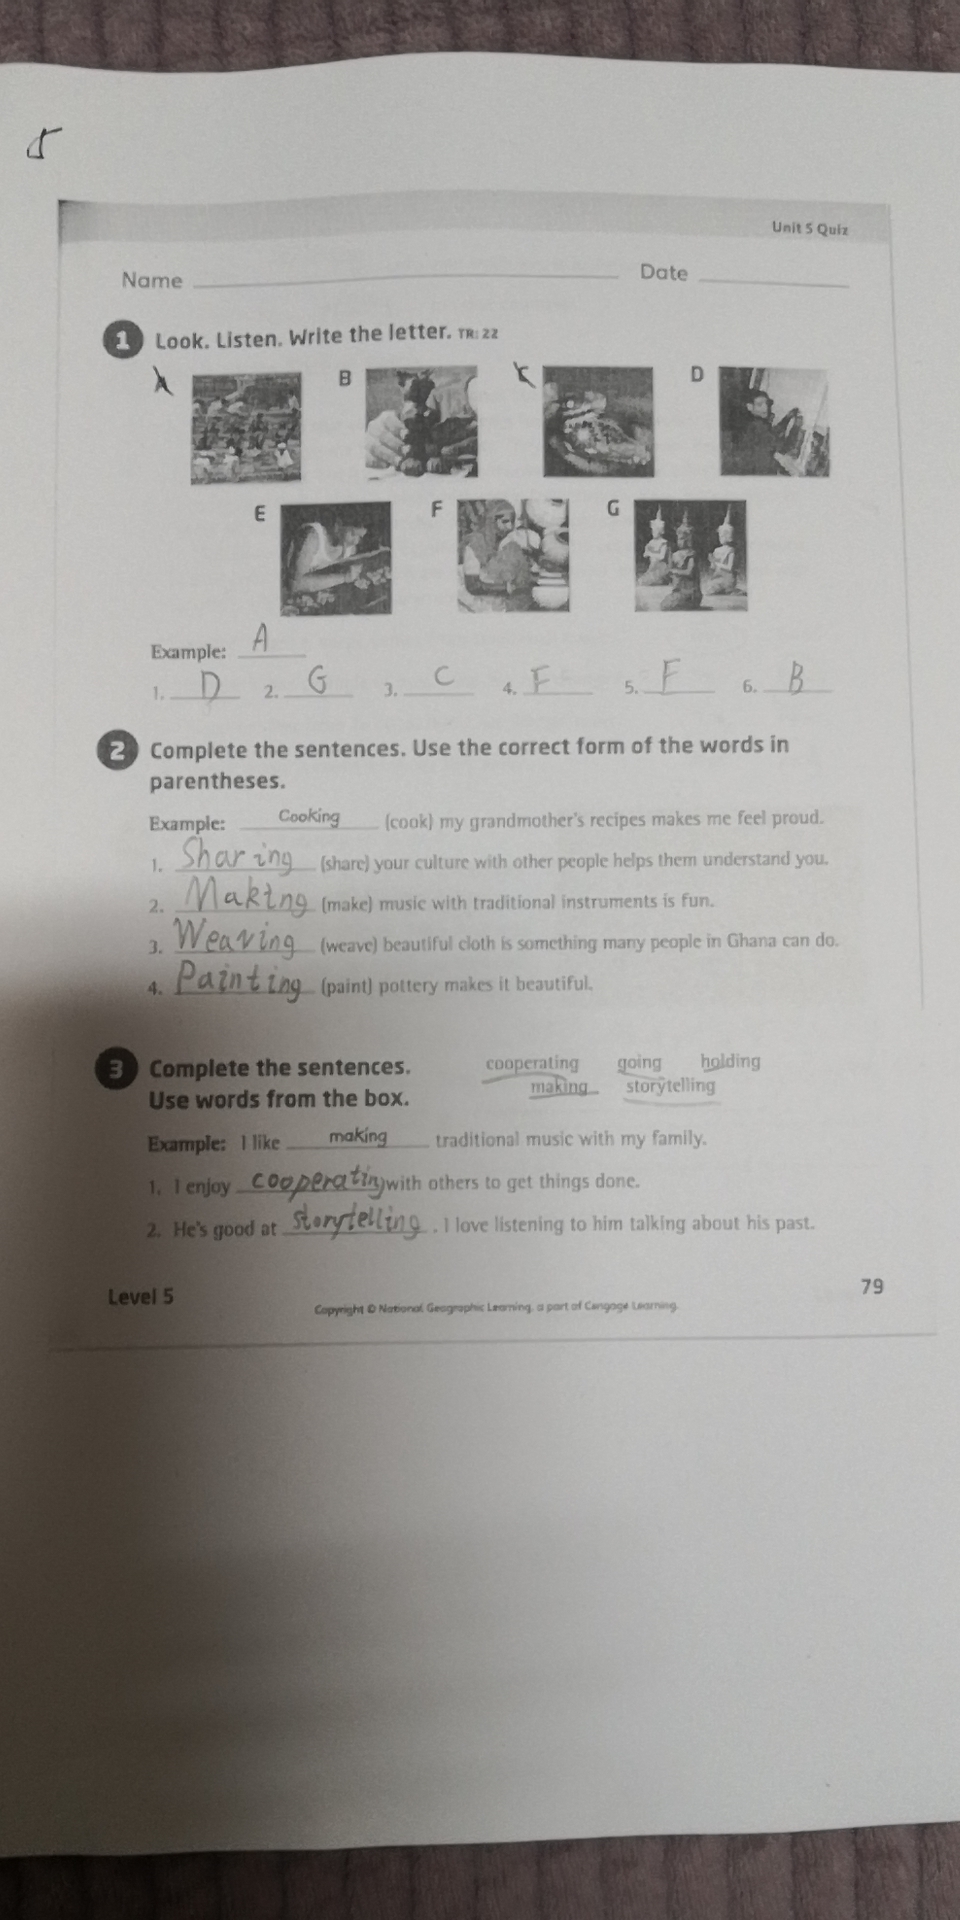 5
Unit 5 Quiz
Name Date
1 Look. Listen. Write the letter. TR: 22
A B C D
E F G
Example: A
1. D 2. G 3. C 4. F 5. F 6. B
2 Complete the sentences. Use the correct form of the words in
parentheses.
Example: Cooking (cook) my grandmother's recipes makes me feel proud.
1. Sharing (share) your culture with other people helps them understand you.
2. Making (make) music with traditional instruments is fun.
3. Weaving (weave) beautiful cloth is something many people in Ghana can do.
4. Painting (paint) pottery makes it beautiful.
3 Complete the sentences. cooperating going holding
Use words from the box. making storytelling
Example: I like making traditional music with my family.
1. I enjoy cooperating with others to get things done.
2. He's good at storytelling. I love listening to him talking about his past.
Level 5 79
Copyright © National Geographic Learning, a part of Cengage Learning.